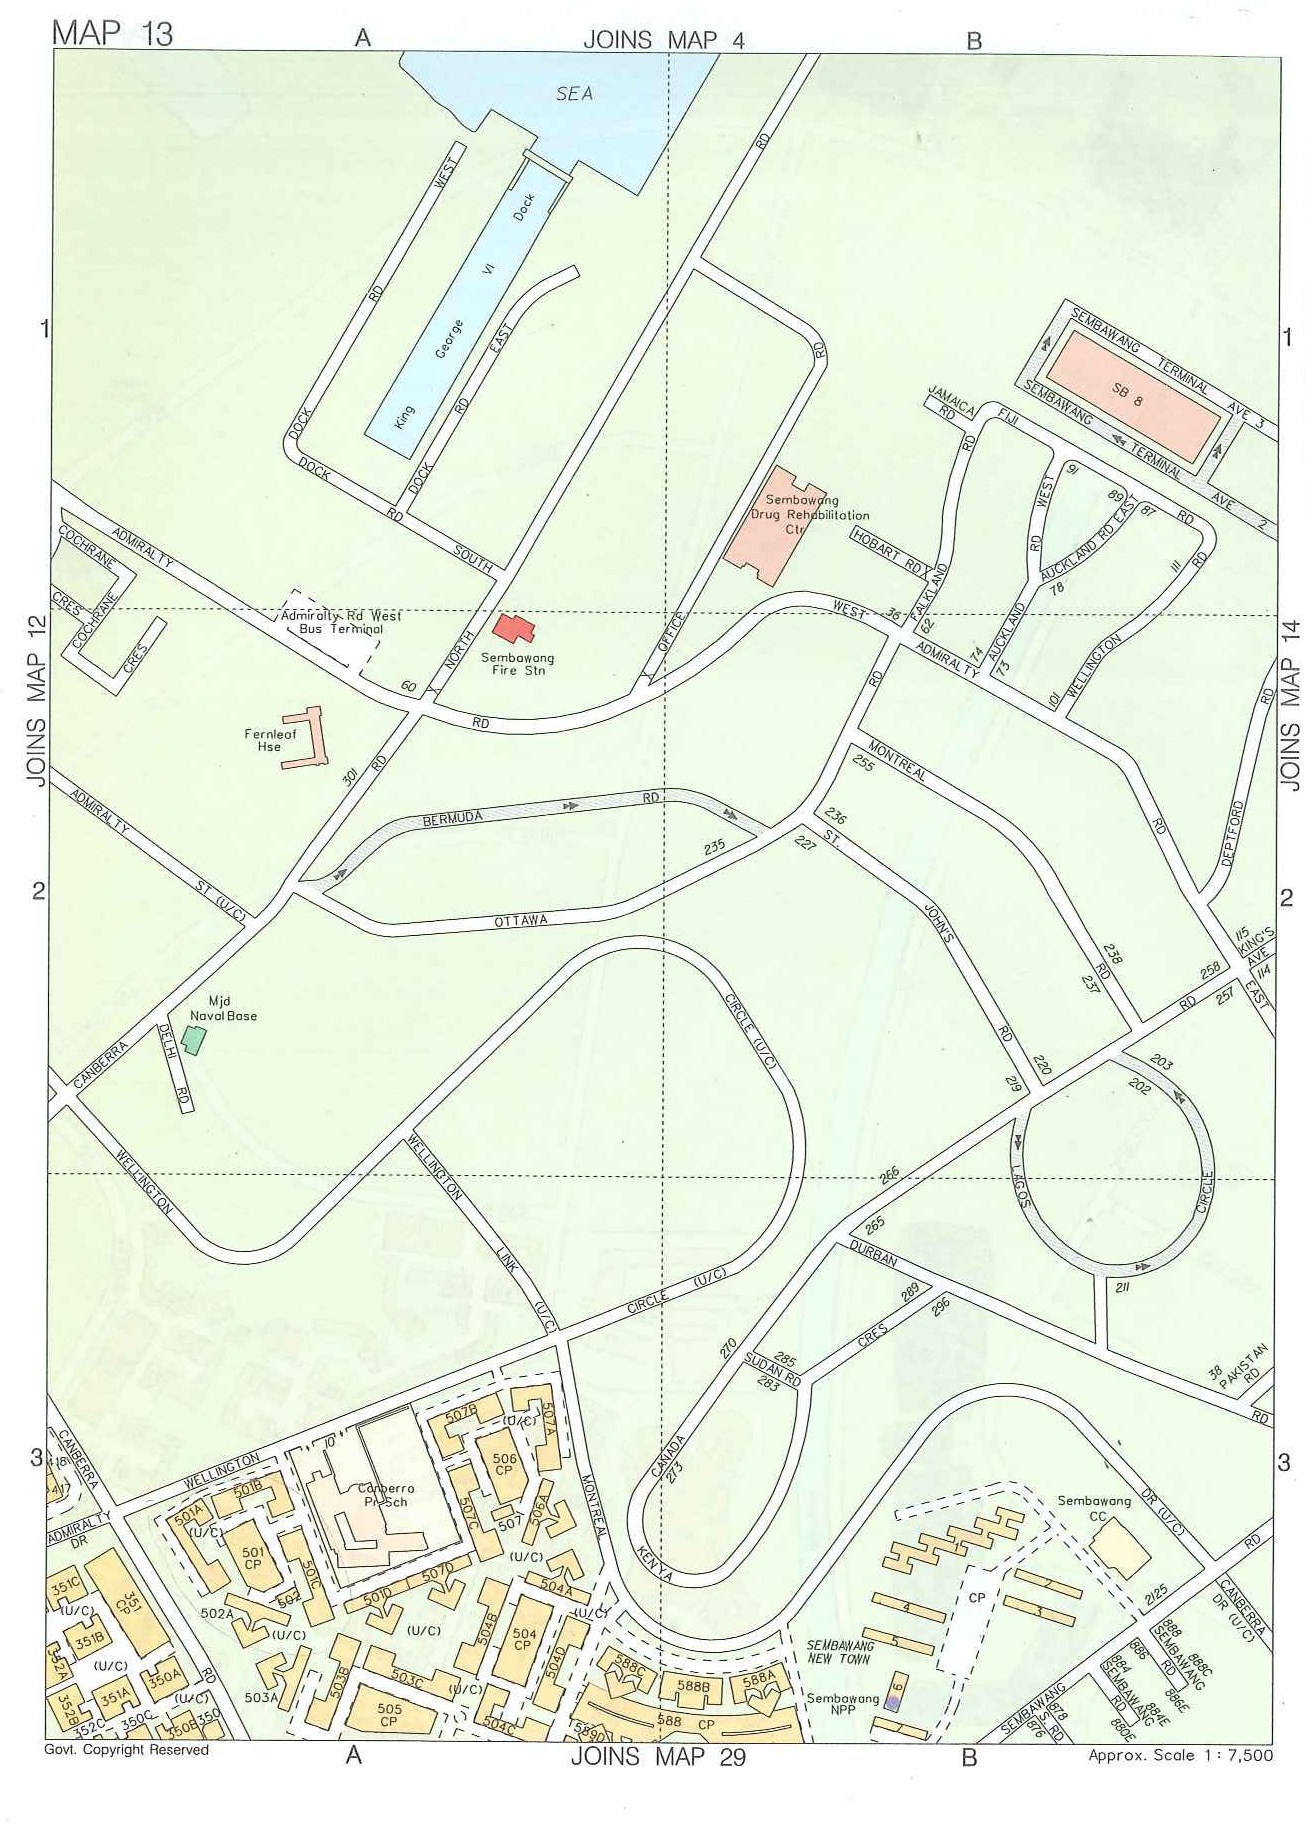 MAP 13
A
JOINS MAP 4
B
SEA
RD
WEST
Dock
VI
George
King
RD
EAST
RD
DOCK
DOCK
DOCK
RD
SOUTH
RD
1
1
SEMBAWANG TERMINAL AVE 3
SB 8
SEMBAWANG TERMINAL AVE 2
JAMAICA
RD
FIJI
RD
91
89
87
RD
RD
WEST
RD
AUCKLAND RD EAST
78
111
Sembawang
Drug Rehabilitation
Ctr
HOBART RD
FALKLAND
36
62
ADMIRALTY
COCHRANE
CRES
COCHRANE
CRES
Admiralty Rd West
Bus Terminal
NORTH
Sembawang
Fire Stn
OFFICE
WEST
ADMIRALTY
74
73
AUCKLAND
WELLINGTON
101
JOINS MAP 12
JOINS MAP 14
60
RD
Fernleaf
Hse
301
RD
RD
MONTREAL
255
RD
RD
DEPTFORD
ADMIRALTY
ST (U/C)
BERMUDA
RD
235
236
227
ST.
JOHN'S
RD
2
2
OTTAWA
238
237
RD
258
257
RD
115
KING'S
AVE
114
EAST
Mjd
Naval Base
DELHI
RD
CANBERRA
CIRCLE (U/C)
220
219
203
202
WELLINGTON
WELLINGTON
LINK
(U/C)
266
265
LAGOS
CIRCLE
211
DURBAN
CIRCLE
(U/C)
289
296
CRES
270
SUDAN RD
285
283
38
PAKISTAN
RD
RD
3
3
CANBERRA
418
417
WELLINGTON
10
Canberra
Pr Sch
507B
(U/C)
507A
506
CP
506A
507
507C
(U/C)
MONTREAL
CANADA
273
KENYA
ADMIRALTY
DR
501A
501B
(U/C)
501
CP
501C
502
502A
(U/C)
501D
507D
(U/C)
504A
(U/C)
504B
504
CP
504D
351C
(U/C)
351
CP
351B
352A
(U/C)
350A
351A
(U/C)
352B
352C
350C
350B
350
RD
503A
503B
503C
(U/C)
505
CP
504C
588C
588B
588A
588 CP
589D
SEMBAWANG
NEW TOWN
Sembawang
NPP
Sembawang
CC
CP
2
3
4
5
6
7
DR (U/C)
RD
2125
CANBERRA
DR (U/C)
888
SEMBAWANG
RD
888C
886
886E
884
SEMBAWANG
RD
884E
880E
SEMBAWANG
878
876
Govt. Copyright Reserved
A
JOINS MAP 29
B
Approx. Scale 1 : 7,500